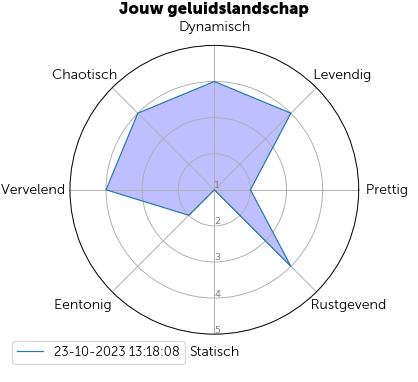 Jouw geluidslandschap
Dynamisch
Chaotisch
Levendig
Vervelend
Prettig
1
2
3
4
5
Eentonig
Rustgevend
23-10-2023 13:18:08
Statisch